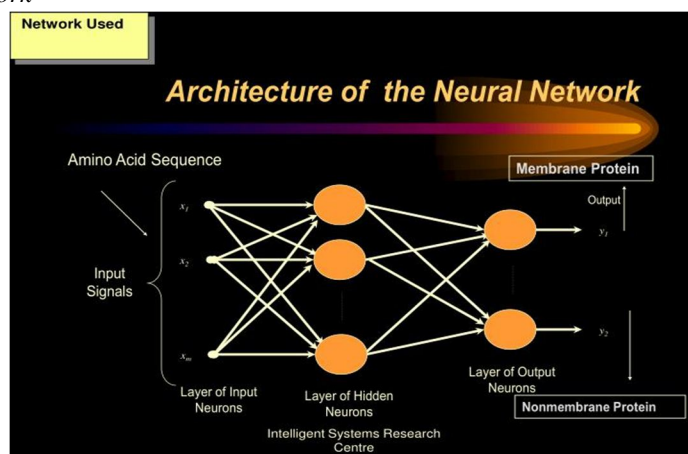 Network Used
Architecture of the Neural Network
Amino Acid Sequence
Membrane Protein
Output
x1
y1
x2
Input
Signals
y2
xm
Layer of Input
Neurons
Layer of Hidden
Neurons
Layer of Output
Neurons
Nonmembrane Protein
Intelligent Systems Research
Centre